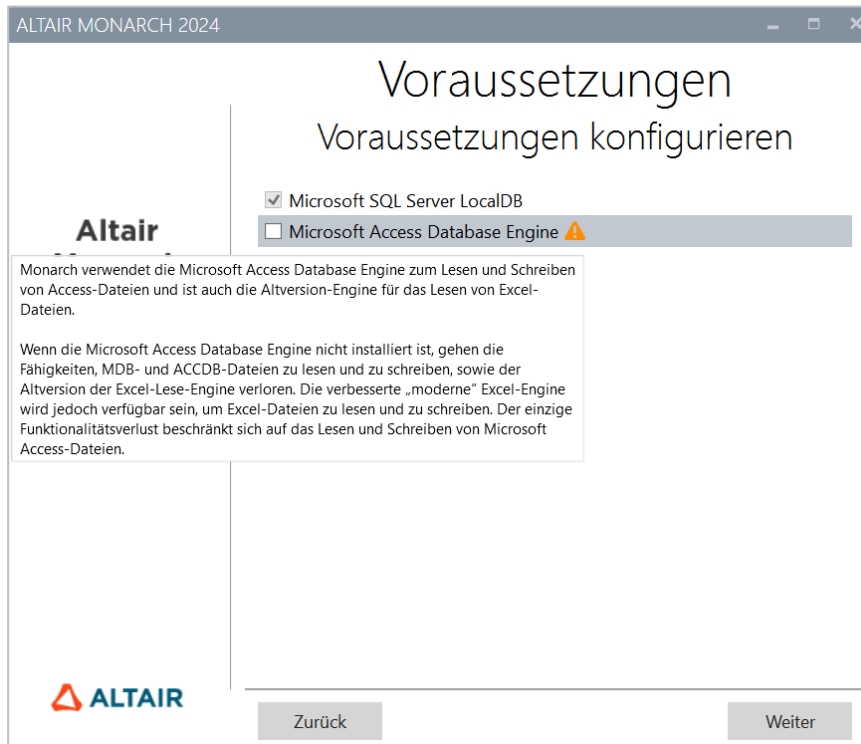 ALTAIR MONARCH 2024
Voraussetzungen
Voraussetzungen konfigurieren
Microsoft SQL Server LocalDB
Altair
Microsoft Access Database Engine
Monarch verwendet die Microsoft Access Database Engine zum Lesen und Schreiben
von Access-Dateien und ist auch die Altversion-Engine für das Lesen von Excel-
Dateien.
Wenn die Microsoft Access Database Engine nicht installiert ist, gehen die
Fähigkeiten, MDB- und ACCDB-Dateien zu lesen und zu schreiben, sowie der
Altversion der Excel-Lese-Engine verloren. Die verbesserte „moderne" Excel-Engine
wird jedoch verfügbar sein, um Excel-Dateien zu lesen und zu schreiben. Der einzige
Funktionalitätsverlust beschränkt sich auf das Lesen und Schreiben von Microsoft
Access-Dateien.
ALTAIR
Zurück
Weiter